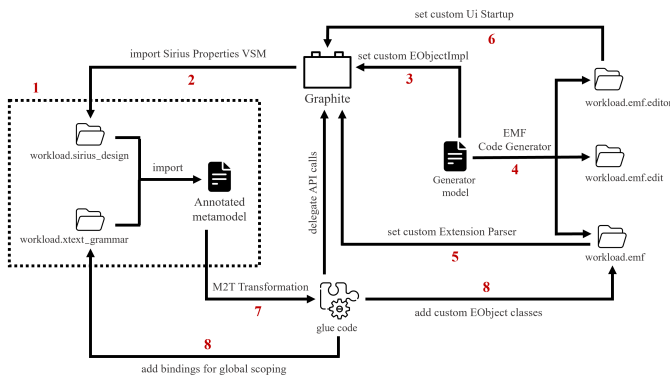 set custom Ui Startup
6
import Sirius Properties VSM
2
set custom EObjectImpl
3
1
Graphite
workload.emf.editor
workload.sirius_design
import
EMF
Code Generator
4
Generator
model
workload.emf.edit
Annotated
metamodel
delegate API calls
workload.xtext_grammar
set custom Extension Parser
5
workload.emf
M2T Transformation
7
glue code
8
add custom EObject classes
8
add bindings for global scoping